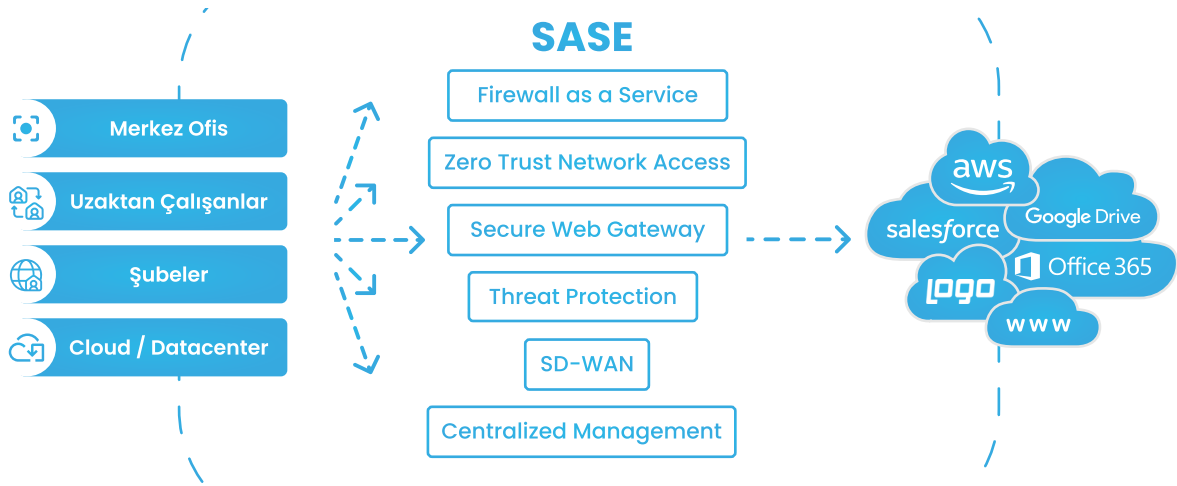 SASE
Merkez Ofis
Uzaktan Çalışanlar
Şubeler
Cloud / Datacenter
Firewall as a Service
Zero Trust Network Access
Secure Web Gateway
Threat Protection
SD-WAN
Centralized Management
aws
salesforce
Google Drive
Office 365
LOGO
www